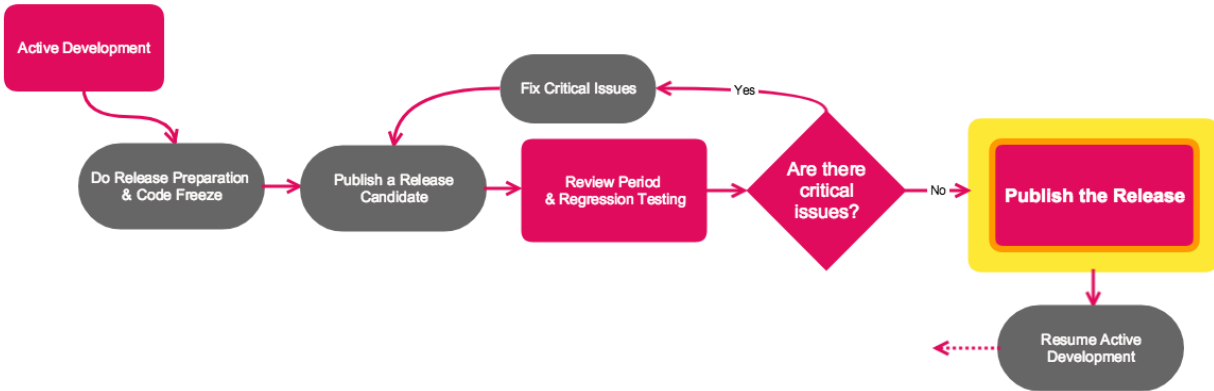 Active Development
Fix Critical Issues
Yes
Do Release Preparation
& Code Freeze
Publish a Release
Candidate
Review Period
& Regression Testing
Are there
critical
issues?
No
Publish the Release
Resume Active
Development